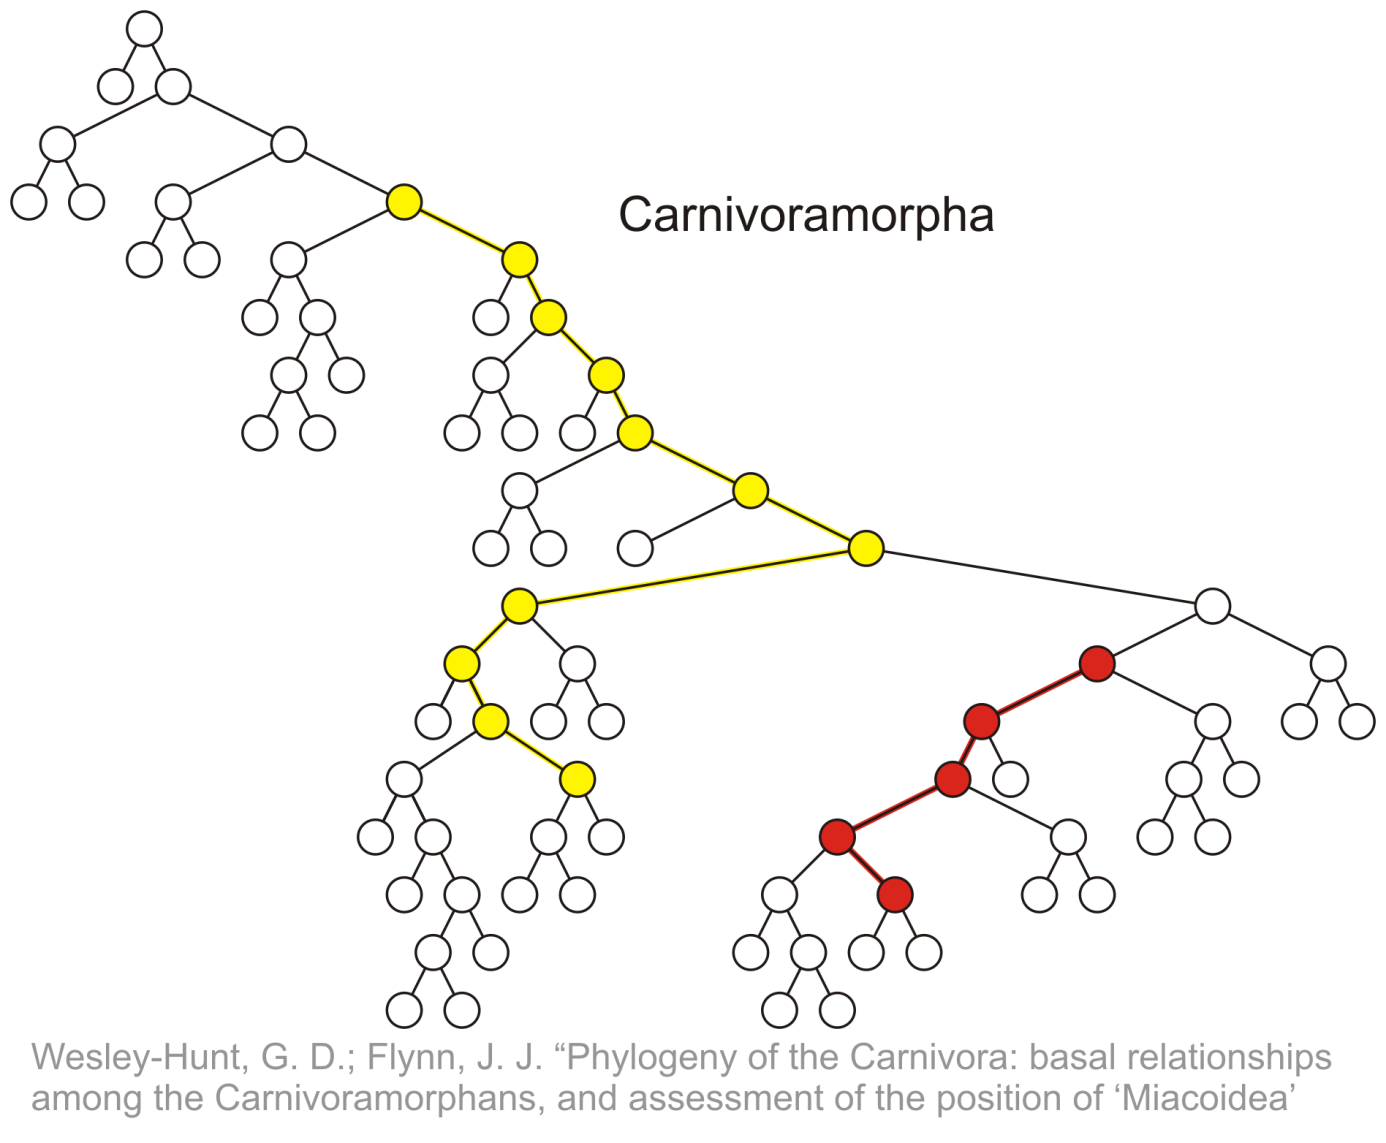 Carnivoramorpha
Wesley-Hunt, G. D.; Flynn, J. J. “Phylogeny of the Carnivora: basal relationships
among the Carnivoramorphans, and assessment of the position of ‘Miacoidea’